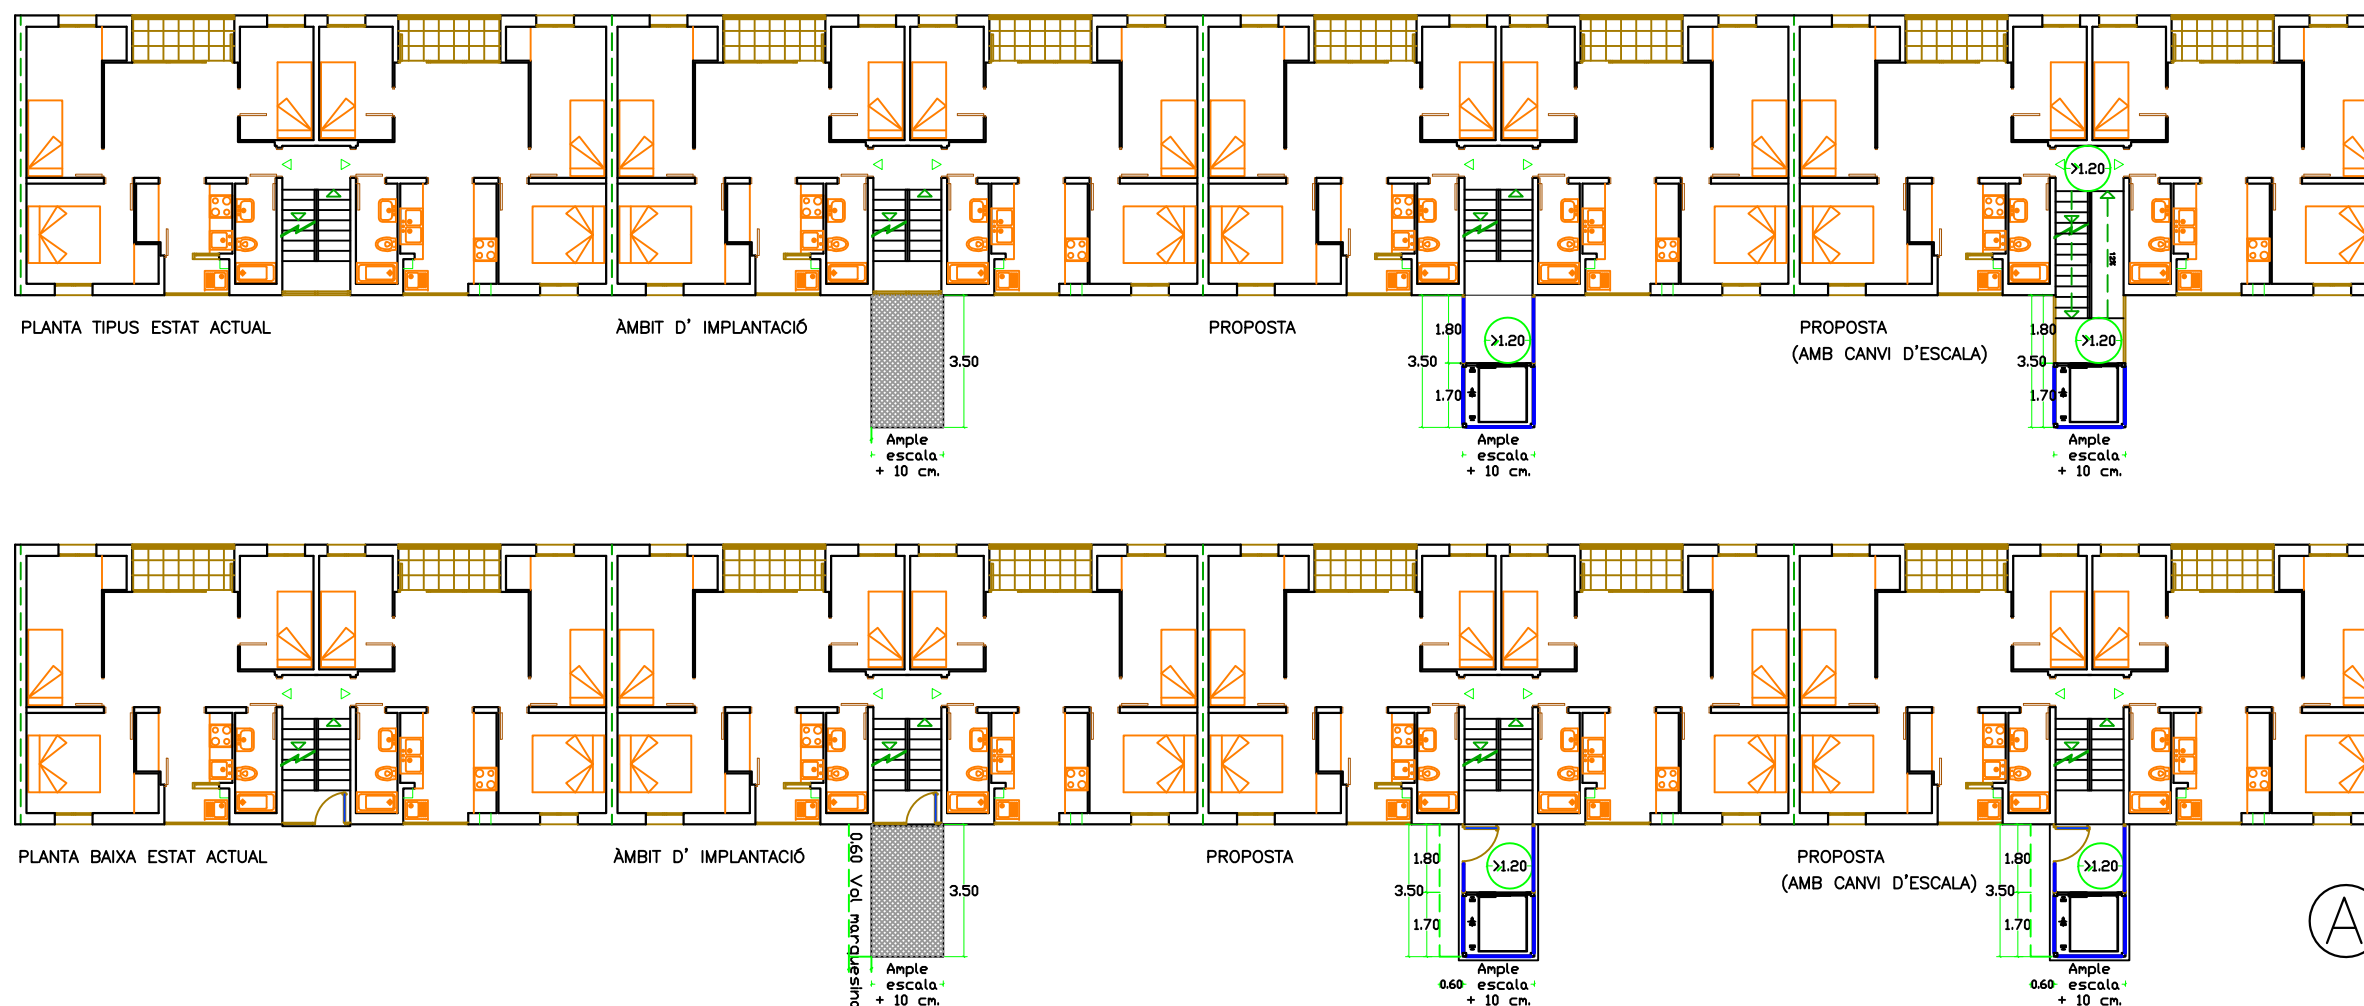 >1.20
12%
PLANTA TIPUS ESTAT ACTUAL
ÀMBIT D' IMPLANTACIÓ
PROPOSTA
PROPOSTA
(AMB CANVI D'ESCALA)
3.50
Ample
escala
+ 10 cm.
1.80
>1.20
3.50
1.70
Ample
escala
+ 10 cm.
1.80
>1.20
3.50
1.70
Ample
escala
+ 10 cm.
PLANTA BAIXA ESTAT ACTUAL
ÀMBIT D' IMPLANTACIÓ
PROPOSTA
PROPOSTA
(AMB CANVI D'ESCALA)
0.60 Vol marquesina
3.50
Ample
escala
+ 10 cm.
1.80
>1.20
3.50
1.70
Ample
0.60 escala
+ 10 cm.
1.80
>1.20
3.50
1.70
Ample
0.60 escala
+ 10 cm.
A